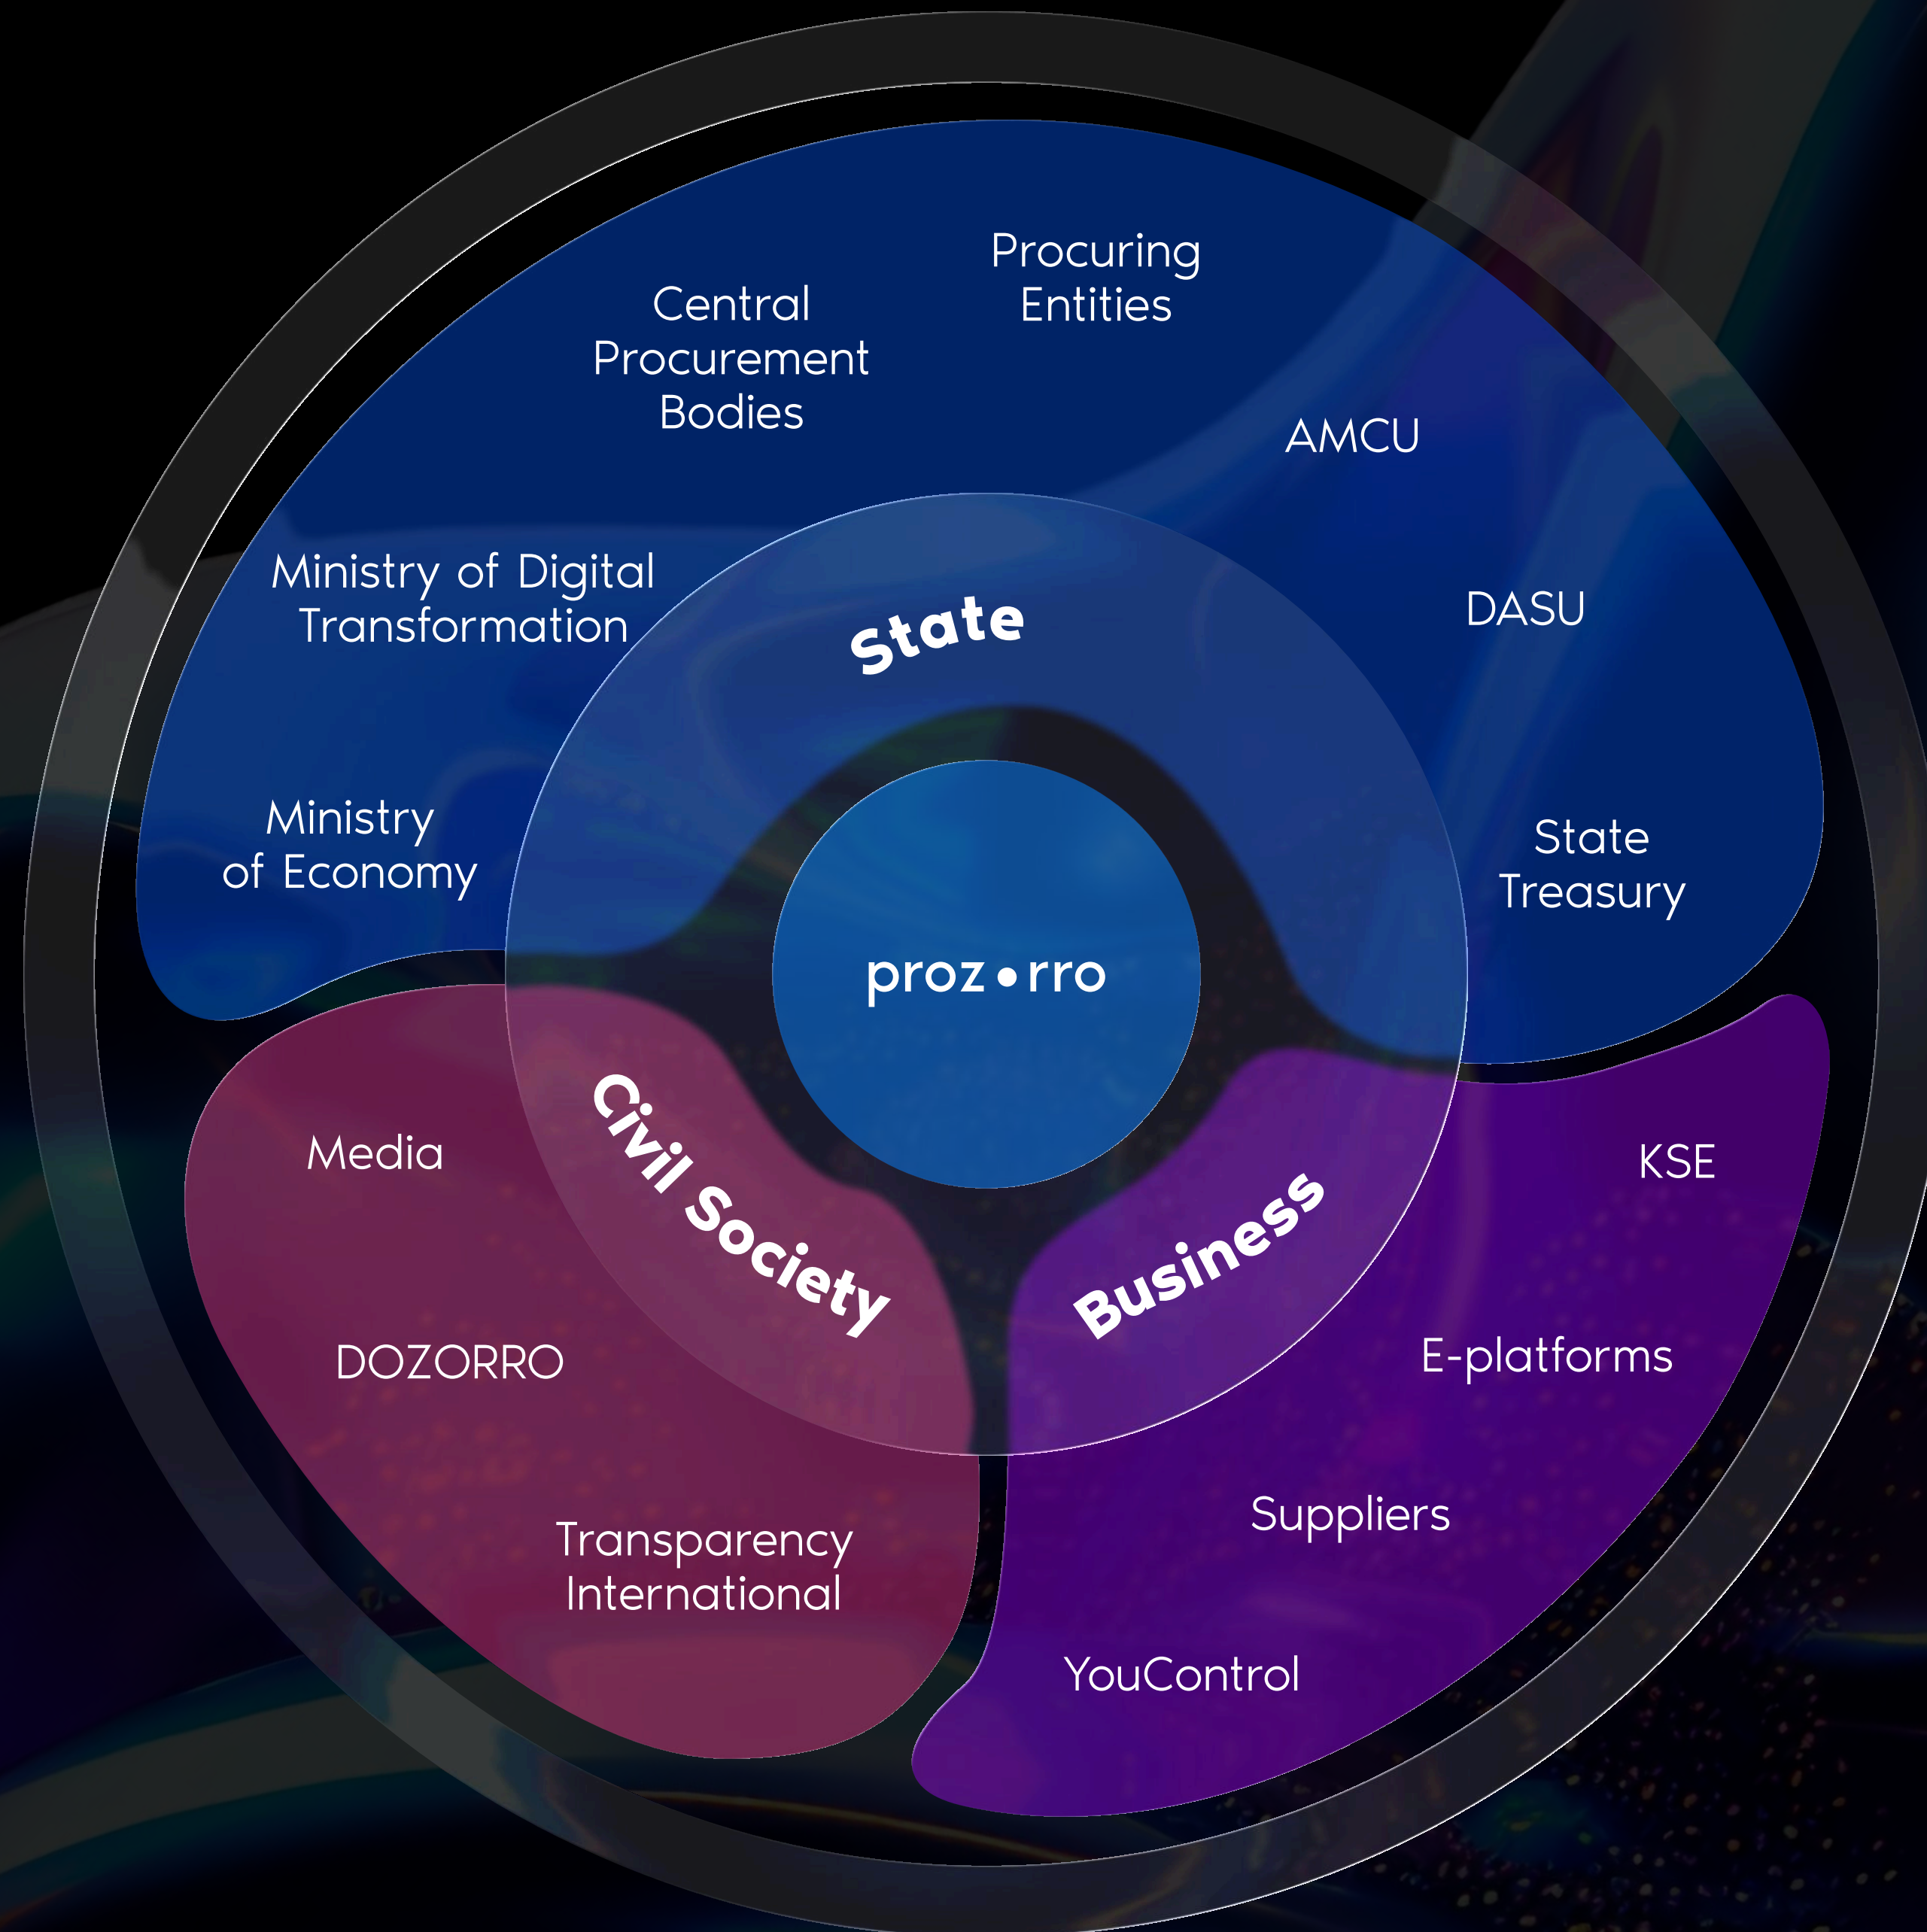 Procuring
Entities
Central
Procurement
Bodies
AMCU
Ministry of Digital
Transformation
DASU
State
Ministry
of Economy
State
Treasury
proz•rro
Civil Society
Business
Media
KSE
DOZORRO
E-platforms
Suppliers
Transparency
International
YouControl